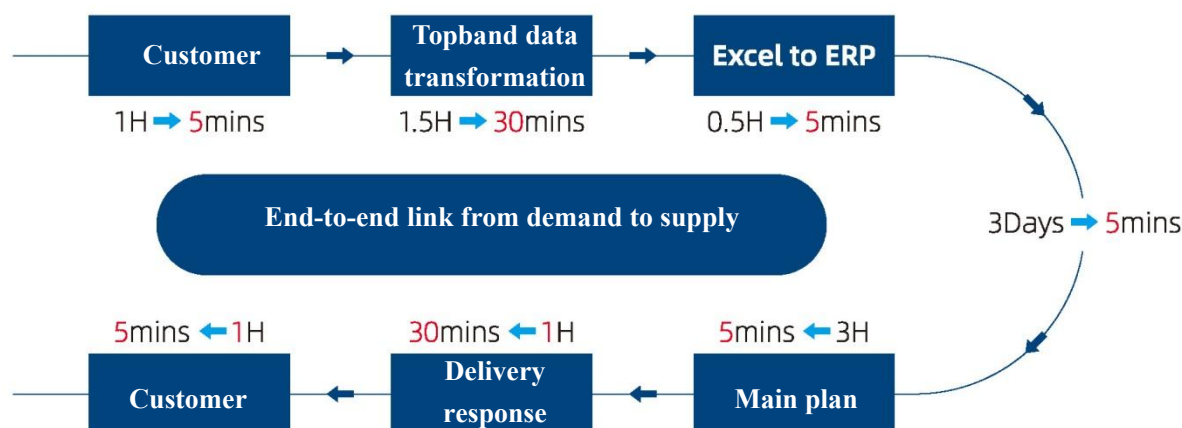 Customer
Topband data
transformation
Excel to ERP
1H 5mins
1.5H 30mins
0.5H 5mins
End-to-end link from demand to supply
3Days 5mins
5mins 1H
30mins 1H
5mins 3H
Customer
Delivery
response
Main plan